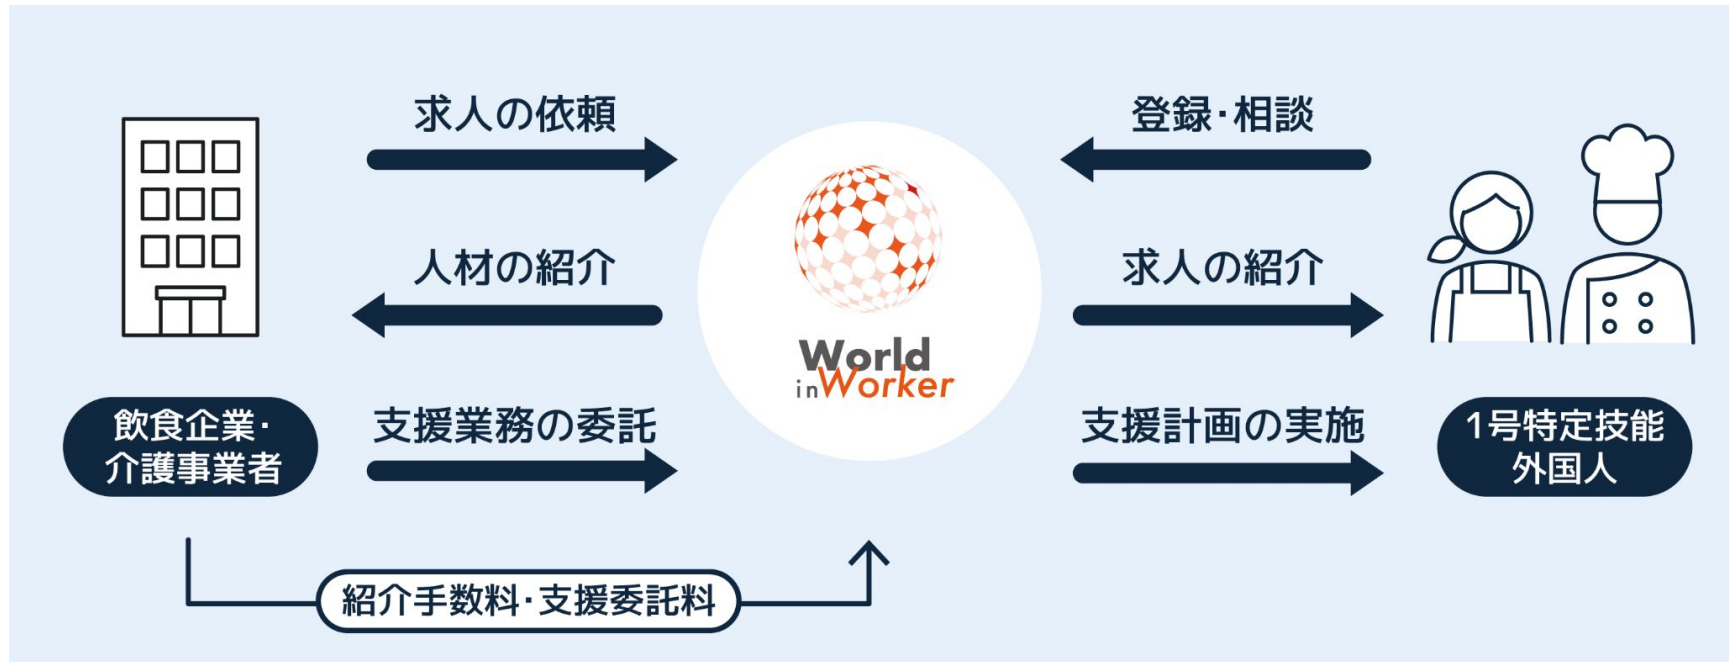 求人の依頼
登録・相談
人材の紹介
求人の紹介
World
inWorker
支援業務の委託
支援計画の実施
飲食企業・
介護事業者
1号特定技能
外国人
紹介手数料・支援委託料